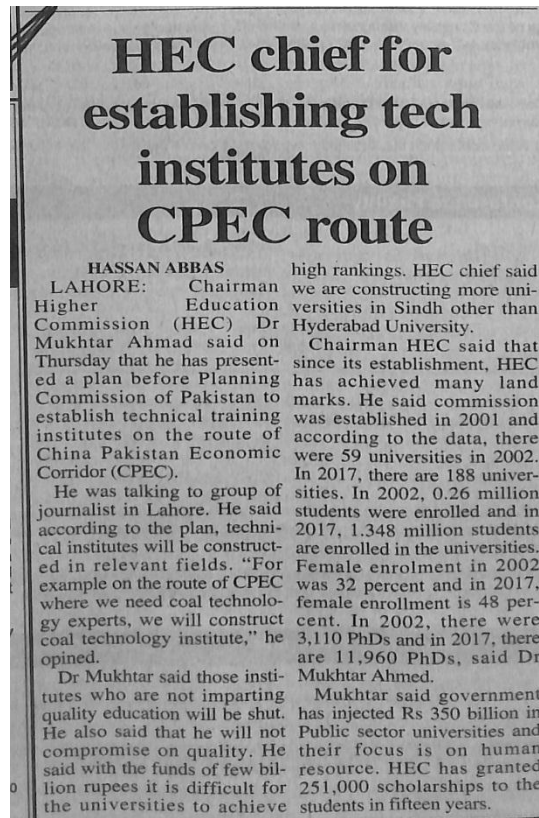 HEC chief for
establishing tech
institutes on
CPEC route
HASSAN ABBAS
LAHORE: Chairman
Higher Education
Commission (HEC) Dr
Mukhtar Ahmad said on
Thursday that he has present-
ed a plan before Planning
Commission of Pakistan to
establish technical training
institutes on the route of
China Pakistan Economic
Corridor (CPEC).
He was talking to group of
journalist in Lahore. He said
according to the plan, techni-
cal institutes will be construct-
ed in relevant fields. “For
example on the route of CPEC
where we need coal technolo-
gy experts, we will construct
coal technology institute,” he
opined.
Dr Mukhtar said those insti-
tutes who are not imparting
quality education will be shut.
He also said that he will not
compromise on quality. He
said with the funds of few bil-
lion rupees it is difficult for
the universities to achieve
high rankings. HEC chief said
we are constructing more uni-
versities in Sindh other than
Hyderabad University.
Chairman HEC said that
since its establishment, HEC
has achieved many land
marks. He said commission
was established in 2001 and
according to the data, there
were 59 universities in 2002.
In 2017, there are 188 univer-
sities. In 2002, 0.26 million
students were enrolled and in
2017, 1.348 million students
are enrolled in the universities.
Female enrolment in 2002
was 32 percent and in 2017,
female enrollment is 48 per-
cent. In 2002, there were
3,110 PhDs and in 2017, there
are 11,960 PhDs, said Dr
Mukhtar Ahmed.
Mukhtar said government
has injected Rs 350 billion in
Public sector universities and
their focus is on human
resource. HEC has granted
251,000 scholarships to the
students in fifteen years.